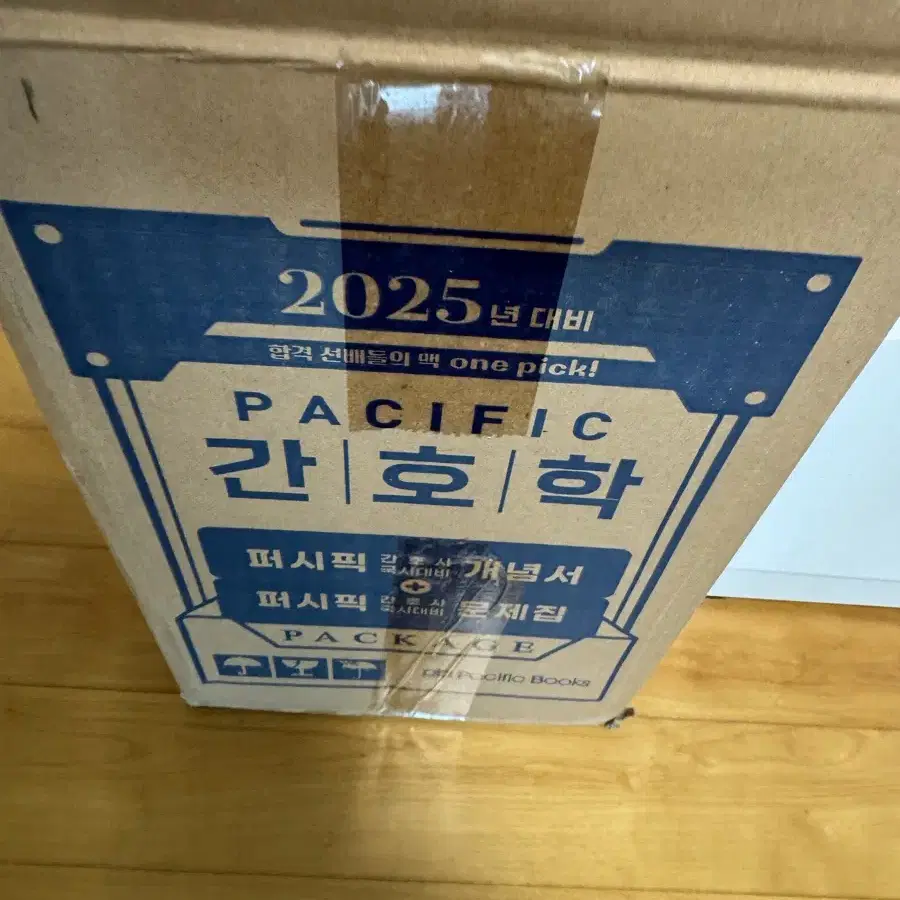 2025년 대비
합격 선배들의 맥 one pick!
PACIFIC
간호학
퍼시픽 간호사 국시대비 개념서
퍼시픽 간호사 국시대비 문제집
PACKAGE
Pacific Books